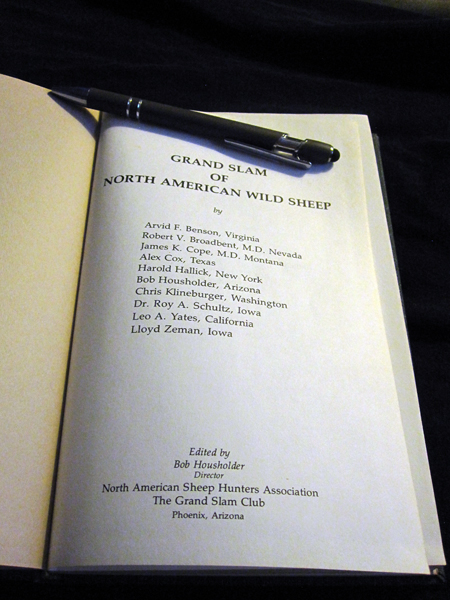 GRAND SLAM
OF
NORTH AMERICAN WILD SHEEP
by
Arvid F. Benson, Virginia
Robert V. Broadbent, M.D. Nevada
James K. Cope, M.D. Montana
Alex Cox, Texas
Harold Hallick, New York
Bob Housholder, Arizona
Chris Klineburger, Washington
Dr. Roy A. Schultz, Iowa
Leo A. Yates, California
Lloyd Zeman, Iowa
Edited by
Bob Housholder
Director
North American Sheep Hunters Association
The Grand Slam Club
Phoenix, Arizona